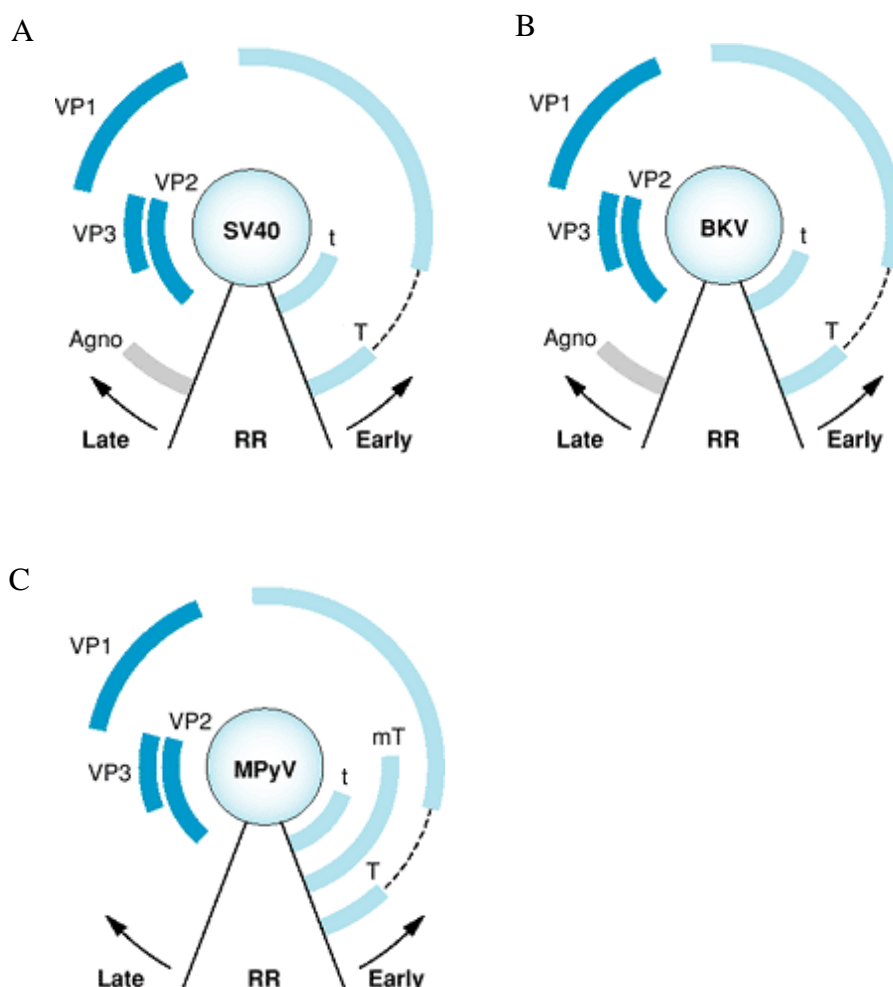 A
VP1
VP2
VP3
SV40
t
Agno
T
Late
RR
Early
B
VP1
VP2
VP3
BKV
t
Agno
T
Late
RR
Early
C
VP1
VP2
mT
VP3
MPyV
t
T
Late
RR
Early